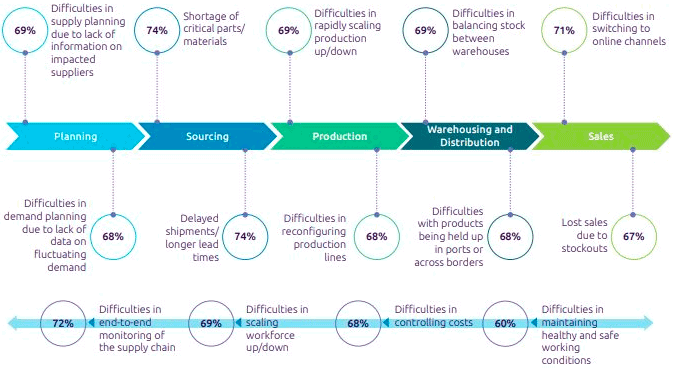 69%
Difficulties in
supply planning
due to lack of
information on
impacted
suppliers
74%
Shortage of
critical parts/
materials
69%
Difficulties in
rapidly scaling
production
up/down
69%
Difficulties in
balancing stock
between
warehouses
71%
Difficulties in
switching to
online channels
Planning
Sourcing
Production
Warehousing and
Distribution
Sales
Difficulties in
demand planning
due to lack of
data on
fluctuating
demand
68%
Delayed
shipments/
longer lead
times
74%
Difficulties in
reconfiguring
production
lines
68%
Difficulties
with products
being held up
in ports or
across borders
68%
Lost sales
due to
stockouts
67%
72%
Difficulties in
end-to-end
monitoring of
the supply chain
69%
Difficulties in
scaling
workforce
up/down
68%
Difficulties in
controlling costs
60%
Difficulties in
maintaining
healthy and safe
working
conditions